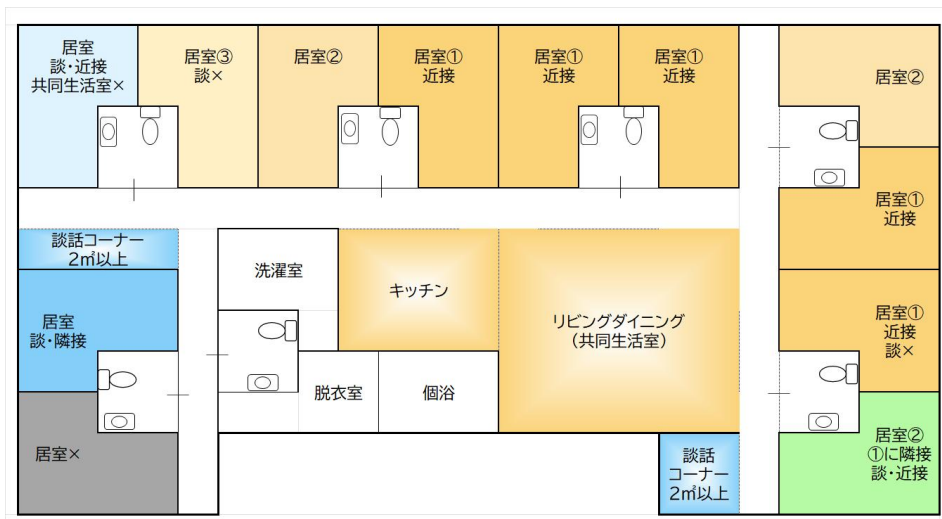 居室
談・近接
共同生活室×
居室③
談×
居室②
居室①
近接
居室①
近接
居室①
近接
居室②
居室①
近接
談話コーナー
2㎡以上
洗濯室
キッチン
リビングダイニング
（共同生活室）
居室
談・隣接
居室①
近接
談×
脱衣室
個浴
居室×
談話
コーナー
2㎡以上
居室②
①に隣接
談・近接